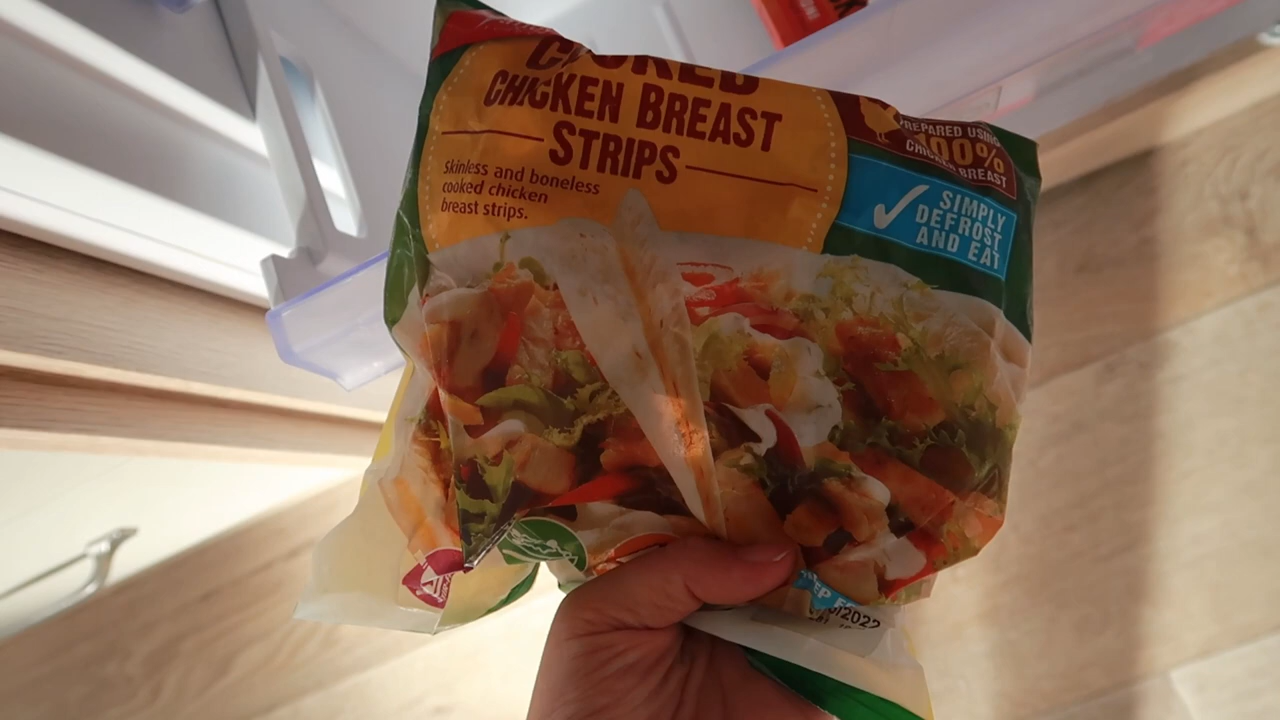 COOKED
CHICKEN BREAST
STRIPS
Skinless and boneless
cooked chicken
breast strips.
PREPARED USING
100%
CHICKEN BREAST
SIMPLY
DEFROST
AND EAT